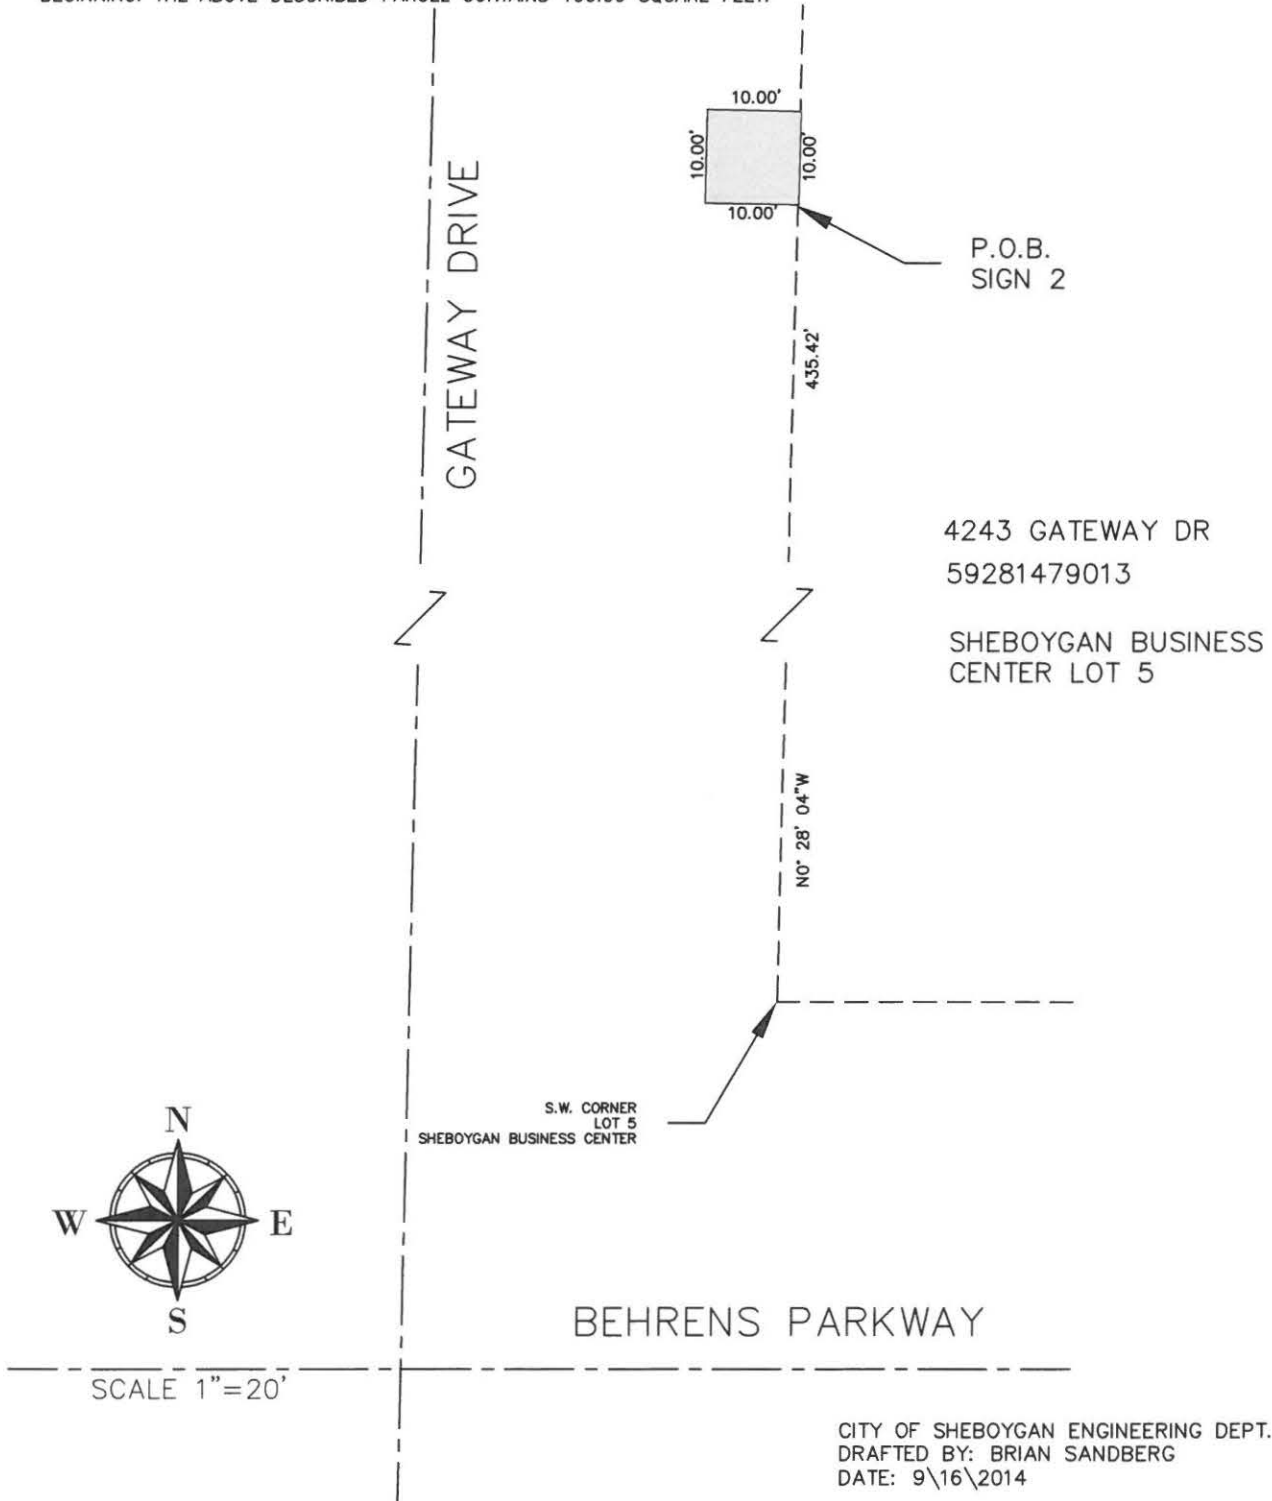 10.00'
10.00'
10.00'
10.00'
P.O.B.
SIGN 2
GATEWAY DRIVE
435.42'
4243 GATEWAY DR
59281479013
SHEBOYGAN BUSINESS
CENTER LOT 5
N0° 28' 04"W
S.W. CORNER
LOT 5
SHEBOYGAN BUSINESS CENTER
N
W
E
S
BEHRENS PARKWAY
SCALE 1"=20'
CITY OF SHEBOYGAN ENGINEERING DEPT.
DRAFTED BY: BRIAN SANDBERG
DATE: 9\16\2014